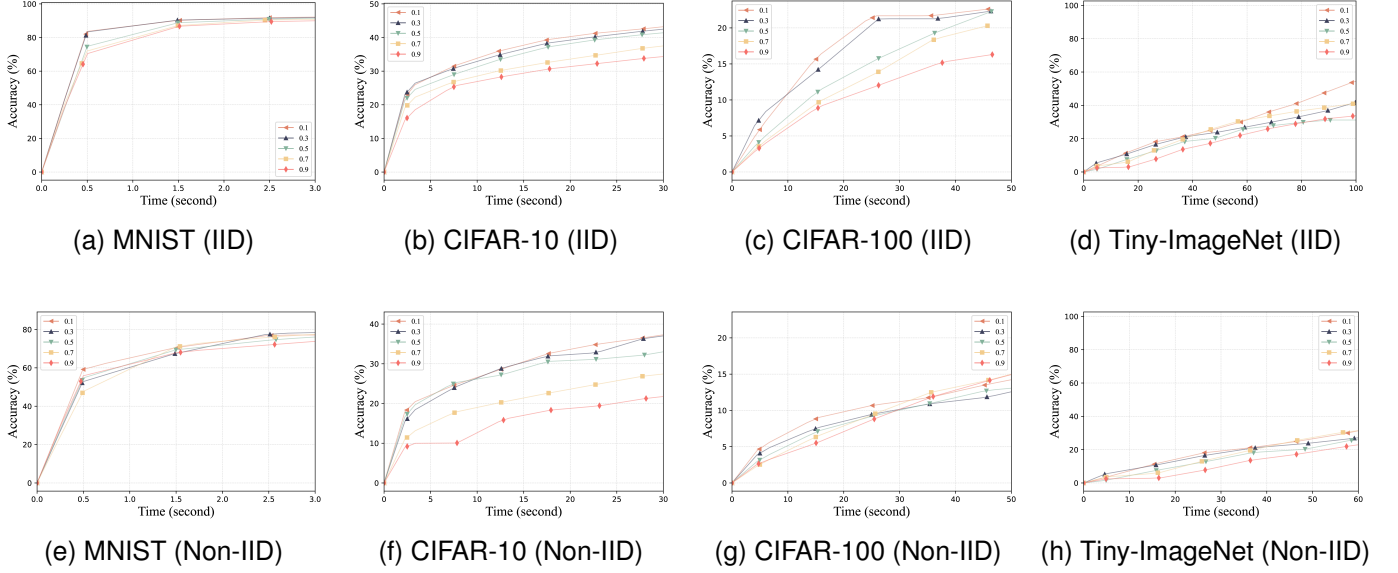 100
80
60
40
20
0
Accuracy (%)
0.0 0.5 1.0 1.5 2.0 2.5 3.0
Time (second)
0.1
0.3
0.5
0.7
0.9
(a) MNIST (IID)
50
40
30
20
10
0
Accuracy (%)
0 5 10 15 20 25 30
Time (second)
0.1
0.3
0.5
0.7
0.9
(b) CIFAR-10 (IID)
20
15
10
5
0
Accuracy (%)
0 10 20 30 40 50
Time (second)
0.1
0.3
0.5
0.7
0.9
(c) CIFAR-100 (IID)
100
80
60
40
20
0
Accuracy (%)
0 20 40 60 80 100
Time (second)
0.1
0.3
0.5
0.7
0.9
(d) Tiny-ImageNet (IID)
80
60
40
20
0
Accuracy (%)
0.0 0.5 1.0 1.5 2.0 2.5 3.0
Time (second)
0.1
0.3
0.5
0.7
0.9
(e) MNIST (Non-IID)
40
30
20
10
0
Accuracy (%)
0 5 10 15 20 25 30
Time (second)
0.1
0.3
0.5
0.7
0.9
(f) CIFAR-10 (Non-IID)
20
15
10
5
0
Accuracy (%)
0 10 20 30 40 50
Time (second)
0.1
0.3
0.5
0.7
0.9
(g) CIFAR-100 (Non-IID)
100
80
60
40
20
0
Accuracy (%)
0 10 20 30 40 50 60
Time (second)
0.1
0.3
0.5
0.7
0.9
(h) Tiny-ImageNet (Non-IID)